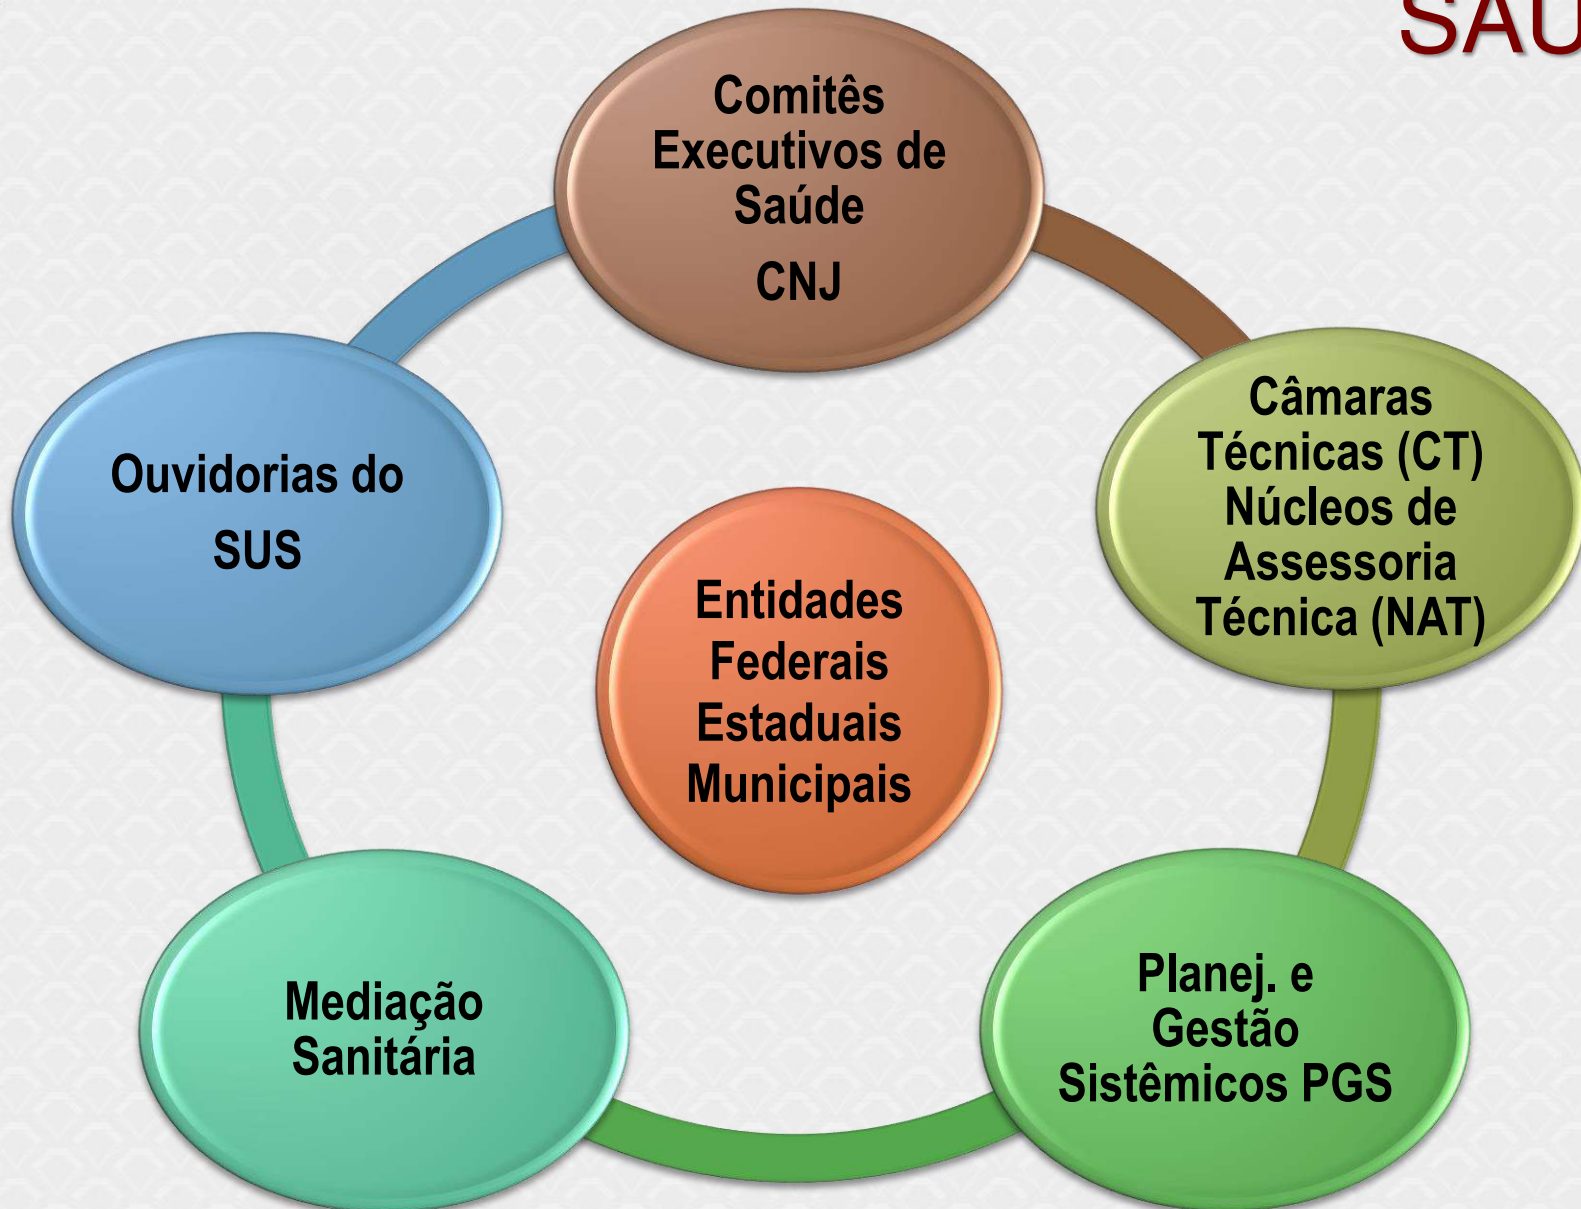 Comitês
Executivos de
Saúde
CNJ
Câmaras
Técnicas (CT)
Núcleos de
Assessoria
Técnica (NAT)
Ouvidorias do
SUS
Entidades
Federais
Estaduais
Municipais
Mediação
Sanitária
Planej. e
Gestão
Sistêmicos PGS